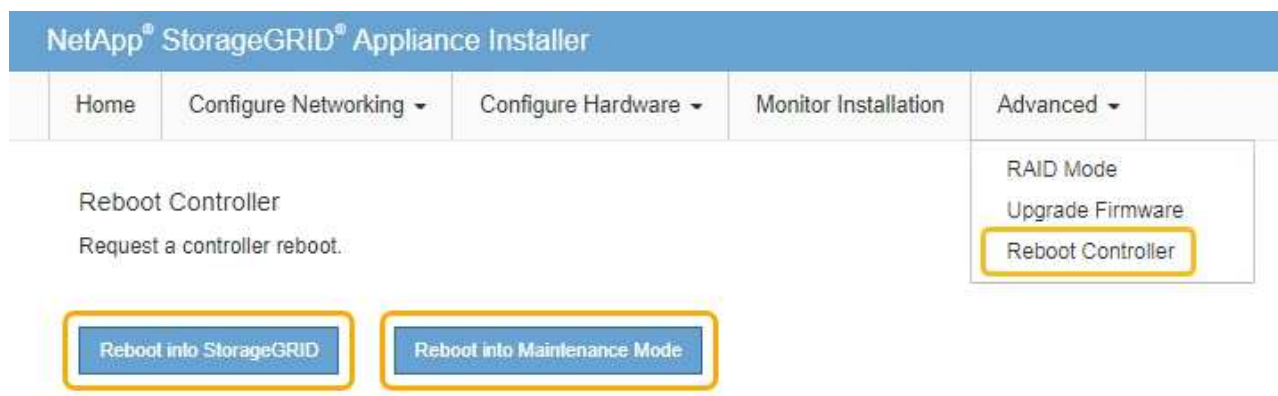 NetApp® StorageGRID® Appliance Installer
Home Configure Networking Configure Hardware Monitor Installation Advanced
RAID Mode
Upgrade Firmware
Reboot Controller
Reboot Controller
Request a controller reboot.
Reboot into StorageGRID Reboot into Maintenance Mode